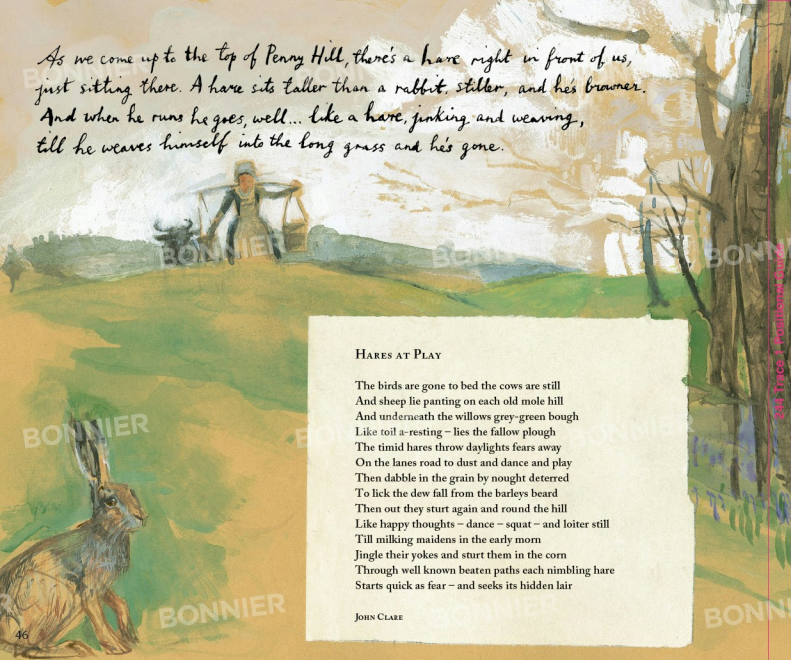 As we come up to the top of Penny Hill, there's a hare right in front of us,
just sitting there. A hare sits taller than a rabbit, stiller, and he's browner.
And when he runs he goes, well... like a hare, jinking and weaving,
till he weaves himself into the long grass and he's gone.
HARES AT PLAY
The birds are gone to bed the cows are still
And sheep lie panting on each old mole hill
And underneath the willows grey-green bough
Like toil a-resting – lies the fallow plough
The timid hares throw daylights fears away
On the lanes road to dust and dance and play
Then dabble in the grain by nought deterred
To lick the dew fall from the barleys beard
Then out they sturt again and round the hill
Like happy thoughts – dance – squat – and loiter still
Till milking maidens in the early morn
Jingle their yokes and sturt them in the corn
Through well known beaten paths each nimbling hare
Starts quick as fear – and seeks its hidden lair
JOHN CLARE
46
BONNIER
BONNIER
BONNIER
BONNIER
BONNIER
BONNIER